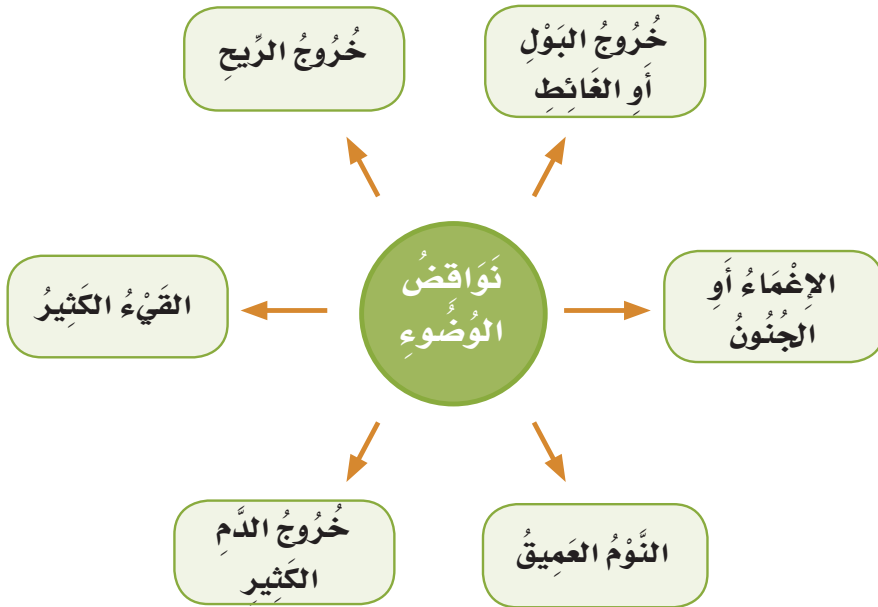 خُرُوجُ البَوْلِ
أَوِ الغَائِطِ
خُرُوجُ الرِّيحِ
نَوَاقضُ
الوُضُوءِ
الإِغْمَاءُ أَوِ
الجُنُونُ
القَيْءُ الكَثِيرُ
النَّوْمُ العَمِيقُ
خُرُوجُ الدَّمِ
الكَثِيرِ